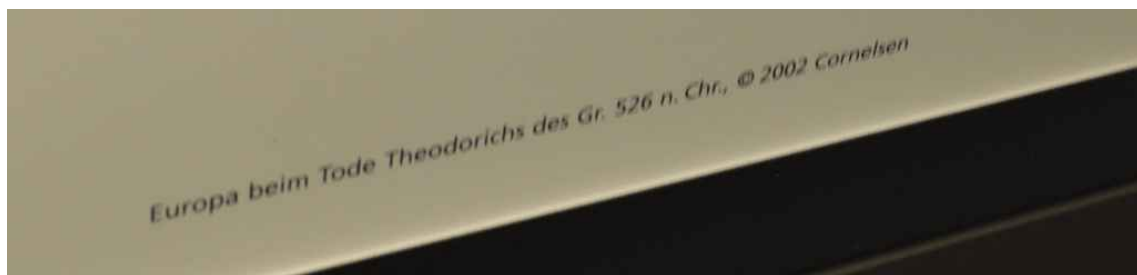 Europa beim Tode Theodorichs des Gr. 526 n. Chr., © 2002 Cornelsen